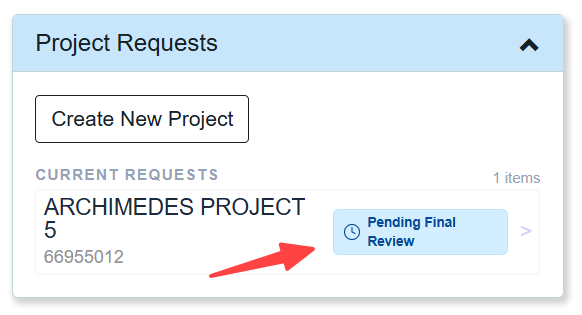 Project Requests
Create New Project
CURRENT REQUESTS
1 items
ARCHIMEDES PROJECT
5
66955012
Pending Final
Review
>